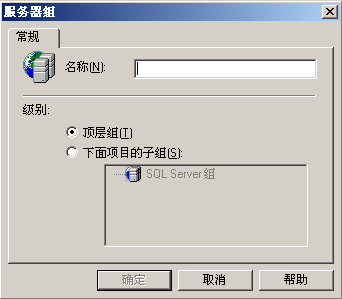 服务器组
常规
名称(N):
级别:
顶层组(T)
下面项目的子组(S):
SQL Server 组
确定
取消
帮助